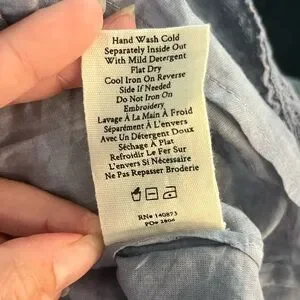 Hand Wash Cold
Separately Inside Out
With Mild Detergent
Flat Dry
Cool Iron On Reverse
Side If Needed
Do Not Iron On
Embroidery
Lavage À La Main À Froid
Séparément À L'envers
Avec Un Détergent Doux
Séchage À Plat
Refroidir Le Fer Sur
L'envers Si Nécessaire
Ne Pas Repasser Broderie
RN# 140873
PO# 2806